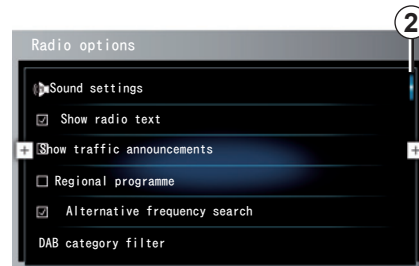 2
Radio options
Sound settings
Show radio text
Show traffic announcements
Regional programme
Alternative frequency search
DAB category filter